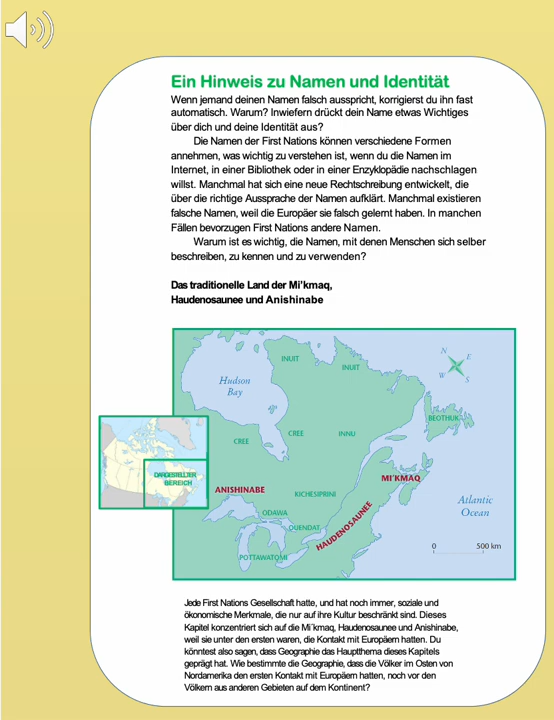 Ein Hinweis zu Namen und Identität
Wenn jemand deinen Namen falsch ausspricht, korrigierst du ihn fast
automatisch. Warum? Inwiefern drückt dein Name etwas Wichtiges
über dich und deine Identität aus?
Die Namen der First Nations können verschiedene Formen
annehmen, was wichtig zu verstehen ist, wenn du die Namen im
Internet, in einer Bibliothek oder in einer Enzyklopädie nachschlagen
willst. Manchmal hat sich eine neue Rechtschreibung entwickelt, die
über die richtige Aussprache der Namen aufklärt. Manchmal existieren
falsche Namen, weil die Europäer sie falsch gelernt haben. In manchen
Fällen bevorzugen First Nations andere Namen.
Warum ist es wichtig, die Namen, mit denen Menschen sich selber
beschreiben, zu kennen und zu verwenden?
Das traditionelle Land der Mi'kmaq,
Haudenosaunee und Anishinabe
INUIT
INUIT
Hudson
Bay
N
E
W
S
BEOTHUK
CREE
CREE
INNU
DARGESTELLTER
BEREICH
ANISHINABE
KICHESIPRINI
MI'KMAQ
ODAWA
OUENDAT
HAUDENOSAUNEE
POTTAWATOMI
Atlantic
Ocean
0 500 km
Jede First Nations Gesellschaft hatte, und hat noch immer, soziale und
ökonomische Merkmale, die nur auf ihre Kultur beschränkt sind. Dieses
Kapitel konzentriert sich auf die Mi´kmaq, Haudenosaunee und Anishinabe,
weil sie unter den ersten waren, die Kontakt mit Europäern hatten. Du
könntest also sagen, dass Geographie das Hauptthema dieses Kapitels
geprägt hat. Wie bestimmte die Geographie, dass die Völker im Osten von
Nordamerika den ersten Kontakt mit Europäern hatten, noch vor den
Völkern aus anderen Gebieten auf dem Kontinent?